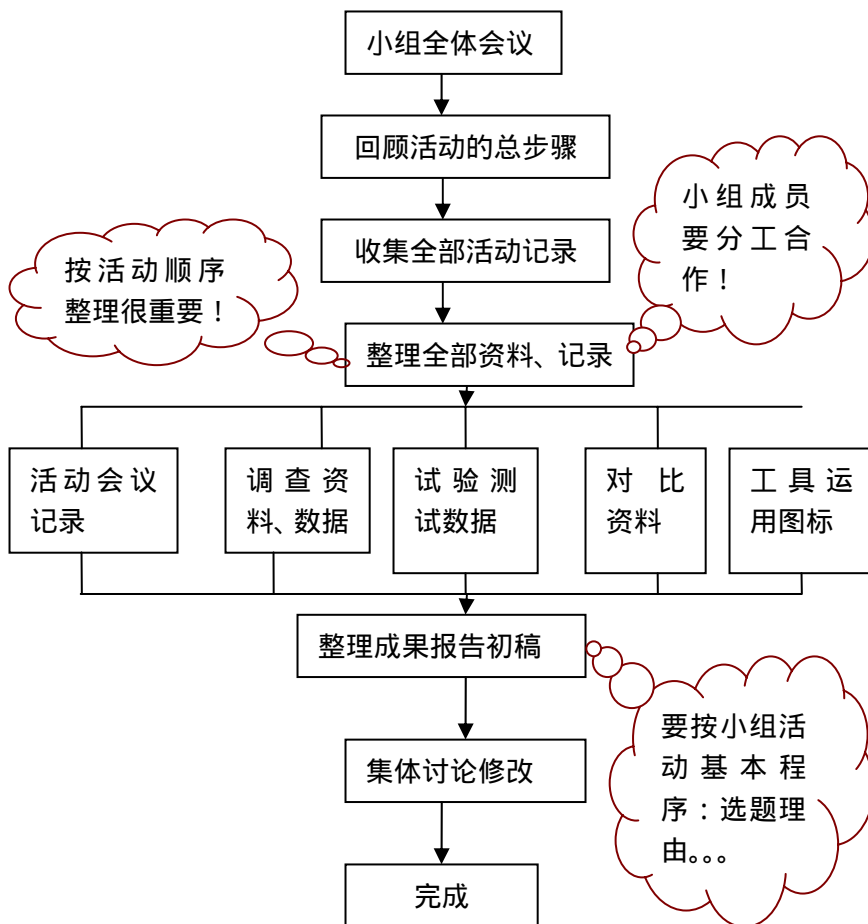 小组全体会议
回顾活动的总步骤
小组成员
要分工合
作！
收集全部活动记录
按活动顺序
整理很重要！
整理全部资料、记录
活动会议
记录
调查资
料、数据
试验测
试数据
对比
资料
工具运
用图标
整理成果报告初稿
要按小组活
动基本程
序：选题理
由。。。
集体讨论修改
完成